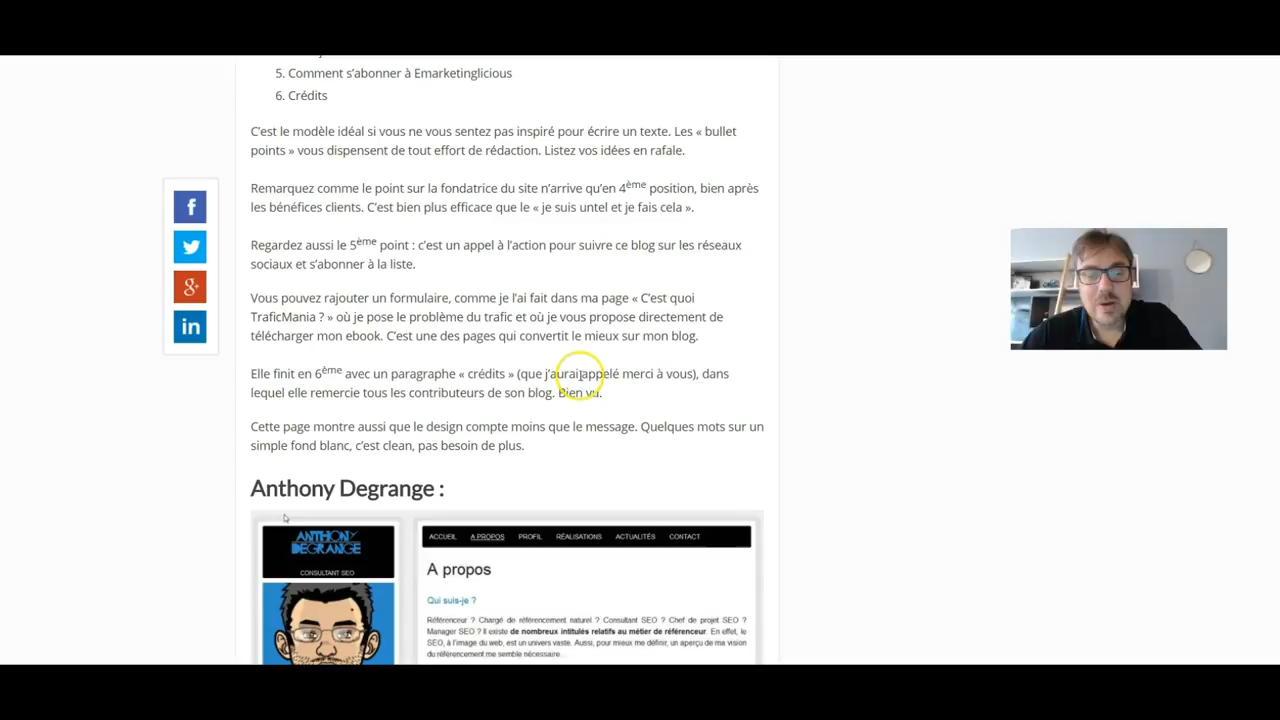 5. Comment s'abonner à Emarketinglicious
6. Crédits
C'est le modèle idéal si vous ne vous sentez pas inspiré pour écrire un texte. Les « bullet
points » vous dispensent de tout effort de rédaction. Listez vos idées en rafale.
Remarquez comme le point sur la fondatrice du site n'arrive qu'en 4ème position, bien après
les bénéfices clients. C'est bien plus efficace que le « je suis untel et je fais cela ».
Regardez aussi le 5ème point : c'est un appel à l'action pour suivre ce blog sur les réseaux
sociaux et s'abonner à la liste.
Vous pouvez rajouter un formulaire, comme je l'ai fait dans ma page « C'est quoi
TraficMania ? » où je pose le problème du trafic et où je vous propose directement de
télécharger mon ebook. C'est une des pages qui convertit le mieux sur mon blog.
Elle finit en 6ème avec un paragraphe « crédits » (que j'aurai appelé merci à vous), dans
lequel elle remercie tous les contributeurs de son blog. Bien vu.
Cette page montre aussi que le design compte moins que le message. Quelques mots sur un
simple fond blanc, c'est clean, pas besoin de plus.
Anthony Degrange :
ANTHONY
DEGRANGE
CONSULTANT SEO
ACCUEIL A PROPOS PROFIL RÉALISATIONS ACTUALITÉS CONTACT
A propos
Qui suis-je ?
Référenceur ? Chargé de référencement naturel ? Consultant SEO ? Chef de projet SEO ?
Manager SEO ? Il existe de nombreux intitulés relatifs au métier de référenceur. En effet, le
SEO, à l'image du web, est un univers vaste. Aussi, pour mieux me définir, un aperçu de ma vision
du référencement me semble nécessaire.
f
g+
in